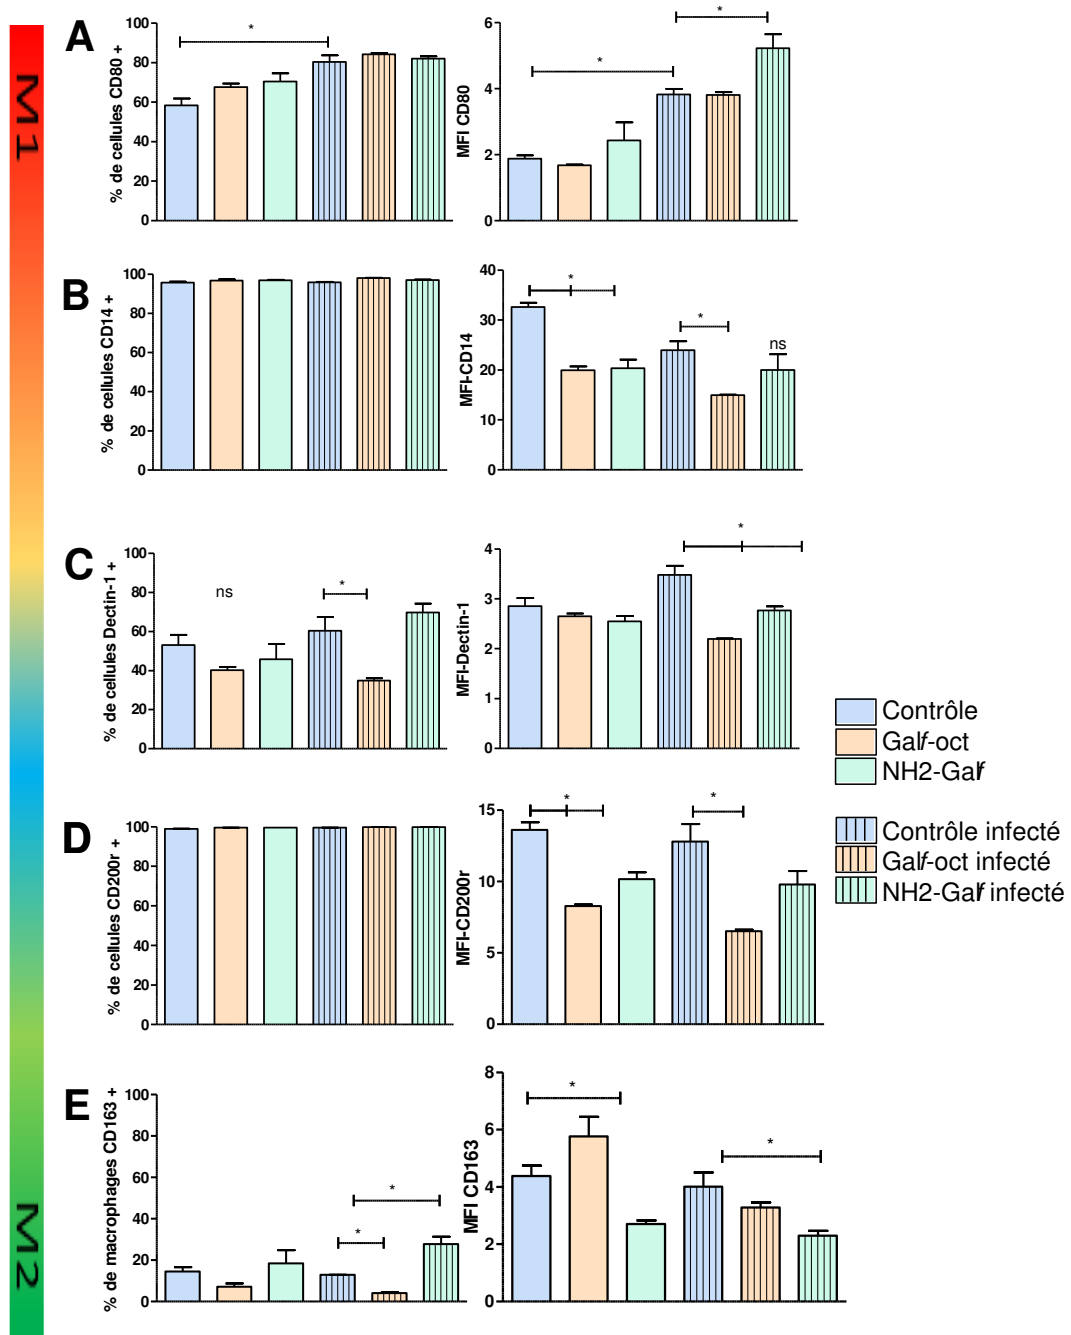 M1
A
% de cellules CD80 +
100
80
60
40
20
0
*
MFI CD80
6
4
2
0
*
*
B
% de cellules CD14 +
100
80
60
40
20
0
MFI-CD14
40
30
20
10
0
*
*
ns
C
% de cellules Dectin-1 +
100
80
60
40
20
0
ns
*
MFI-Dectin-1
4
3
2
1
0
*
Contrôle
Galf-oct
NH2-Galf
Contrôle infecté
Galf-oct infecté
NH2-Galf infecté
D
% de cellules CD200r +
100
80
60
40
20
0
MFI-CD200r
15
10
5
0
*
*
E
% de macrophages CD163 +
100
80
60
40
20
0
*
*
MFI CD163
8
6
4
2
0
*
*
M2